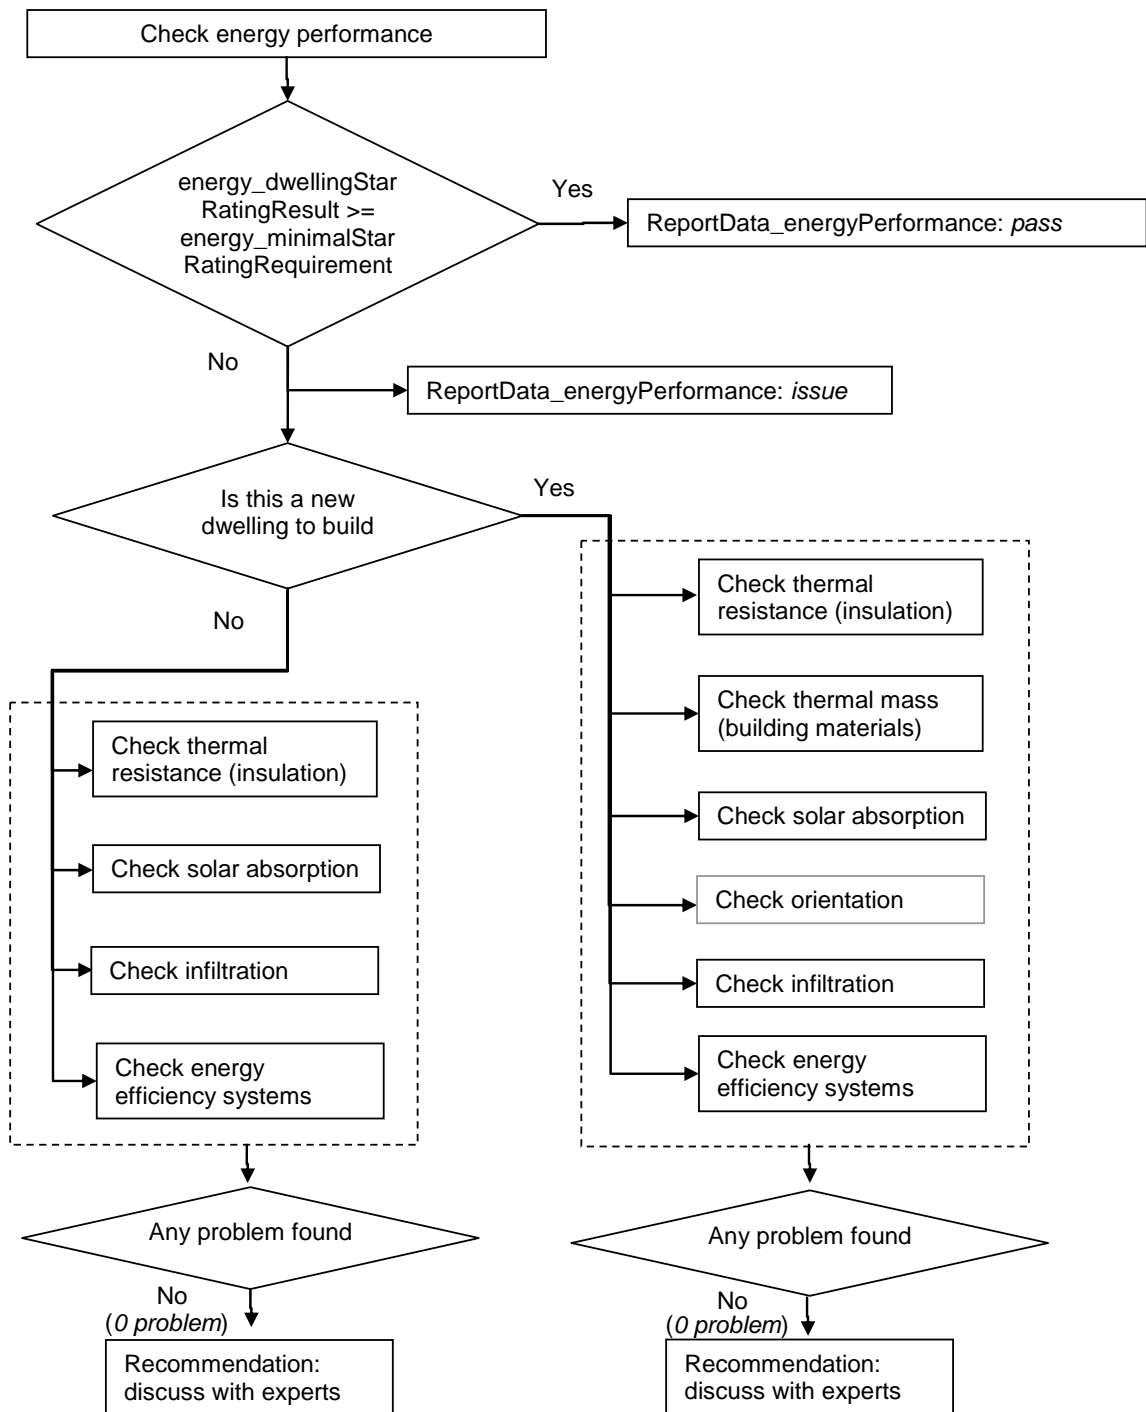 Check energy performance
energy_dwellingStar
RatingResult >=
energy_minimalStar
RatingRequirement
Yes
ReportData_energyPerformance: pass
No
ReportData_energyPerformance: issue
Is this a new
dwelling to build
Yes
No
Check thermal
resistance (insulation)
Check solar absorption
Check infiltration
Check energy
efficiency systems
Check thermal
resistance (insulation)
Check thermal mass
(building materials)
Check solar absorption
Check orientation
Check infiltration
Check energy
efficiency systems
Any problem found
No
(0 problem)
Recommendation:
discuss with experts
Any problem found
No
(0 problem)
Recommendation:
discuss with experts